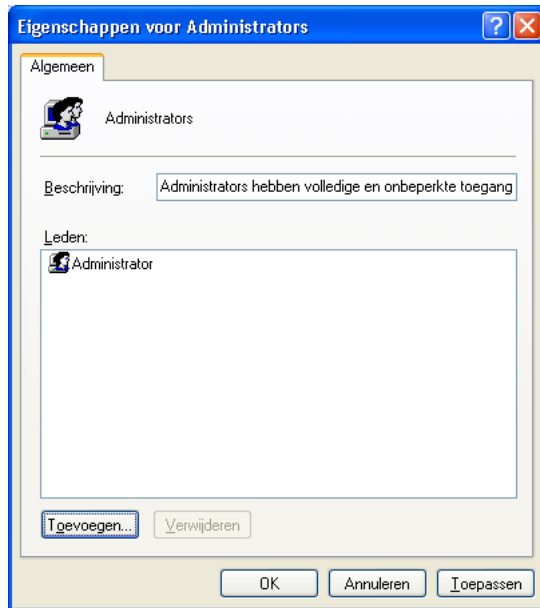 Eigenschappen voor Administrators
Algemeen
Administrators
Beschrijving: Administrators hebben volledige en onbeperkte toegang
Leden:
Administrator
Toevoegen... Verwijderen
OK Annuleren Toepassen